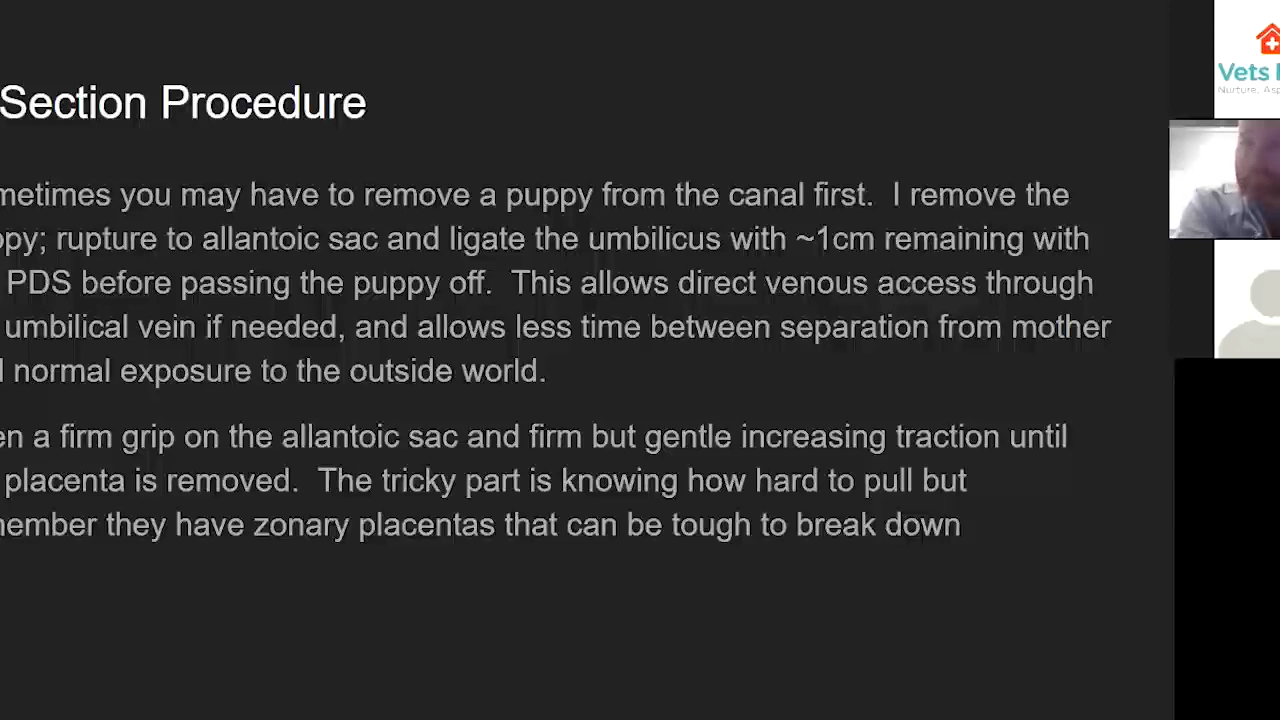 Section Procedure
metimes you may have to remove a puppy from the canal first. I remove the
ppy; rupture to allantoic sac and ligate the umbilicus with ~1cm remaining with
PDS before passing the puppy off. This allows direct venous access through
umbilical vein if needed, and allows less time between separation from mother
normal exposure to the outside world.
en a firm grip on the allantoic sac and firm but gentle increasing traction until
placenta is removed. The tricky part is knowing how hard to pull but
member they have zonary placentas that can be tough to break down
Vets
Nurture. Asp